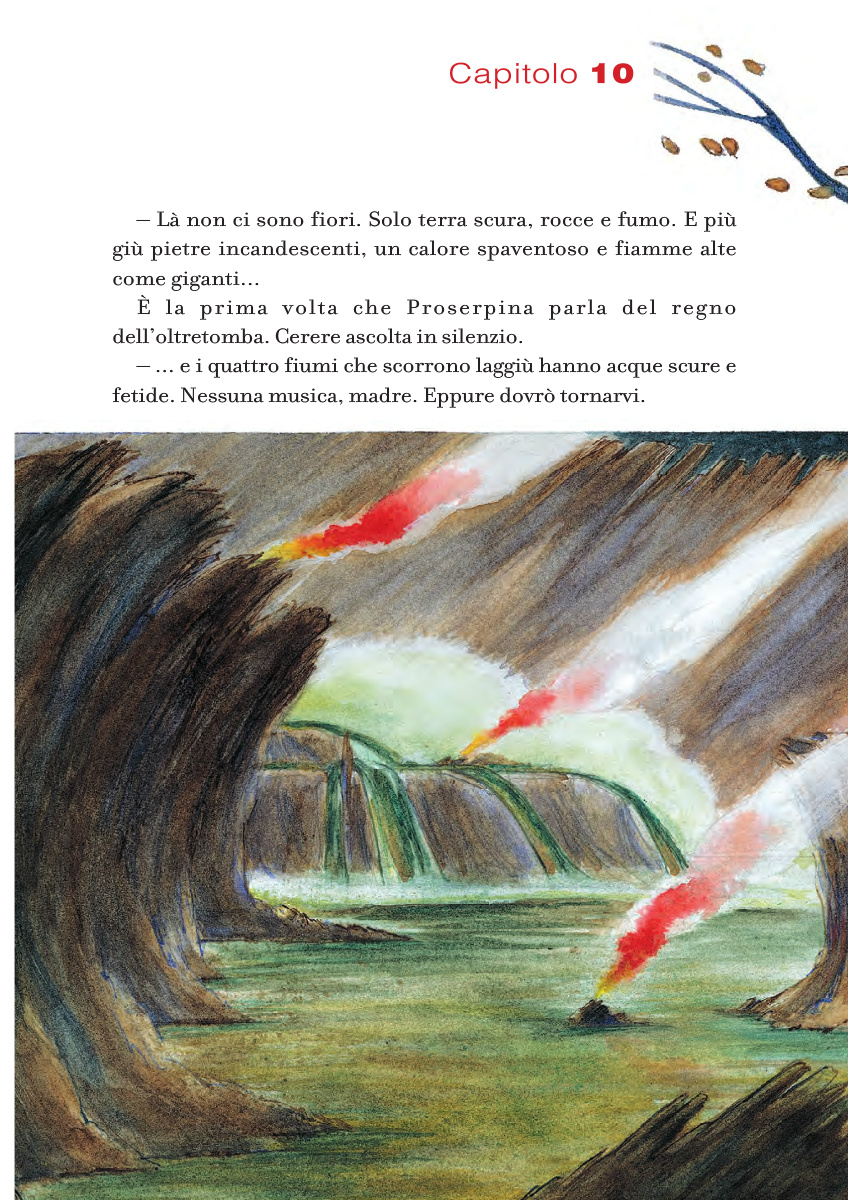 Capitolo 10
– Là non ci sono fiori. Solo terra scura, rocce e fumo. E più
giù pietre incandescenti, un calore spaventoso e fiamme alte
come giganti...
È la prima volta che Proserpina parla del regno
dell’oltretomba. Cerere ascolta in silenzio.
– ... e i quattro fiumi che scorrono laggiù hanno acque scure e
fetide. Nessuna musica, madre. Eppure dovrò tornarvi.